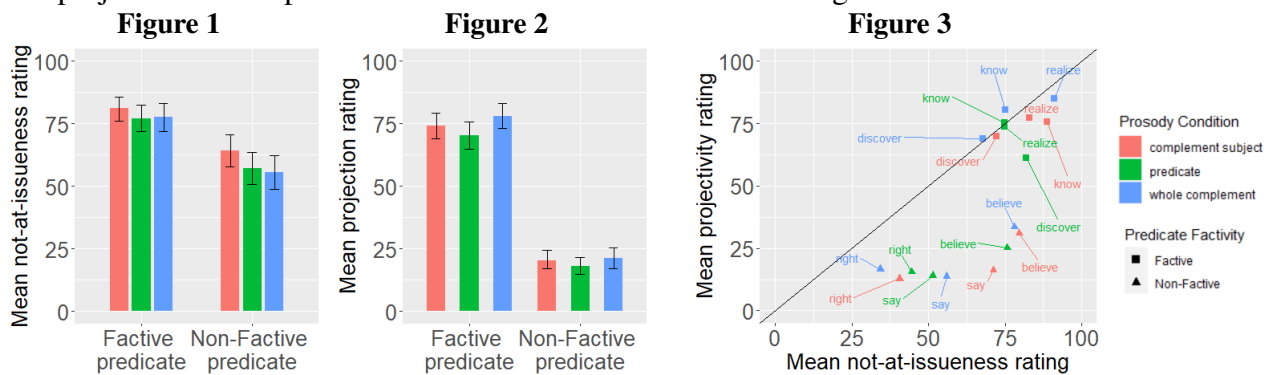 Figure 1
Figure 2
Figure 3
Mean not-at-issueness rating
100
75
50
25
0
Factive
predicate
Non-Factive
predicate
Mean projection rating
100
75
50
25
0
Factive
predicate
Non-Factive
predicate
Mean projectivity rating
100
75
50
25
0
know
realize
know
realize
discover
discover
realize
know
discover
believe
believe
believe
right
right
right
say
say
say
0
25
50
75
100
Mean not-at-issueness rating
Prosody Condition
complement subject
predicate
whole complement
Predicate Factivity
Factive
Non-Factive